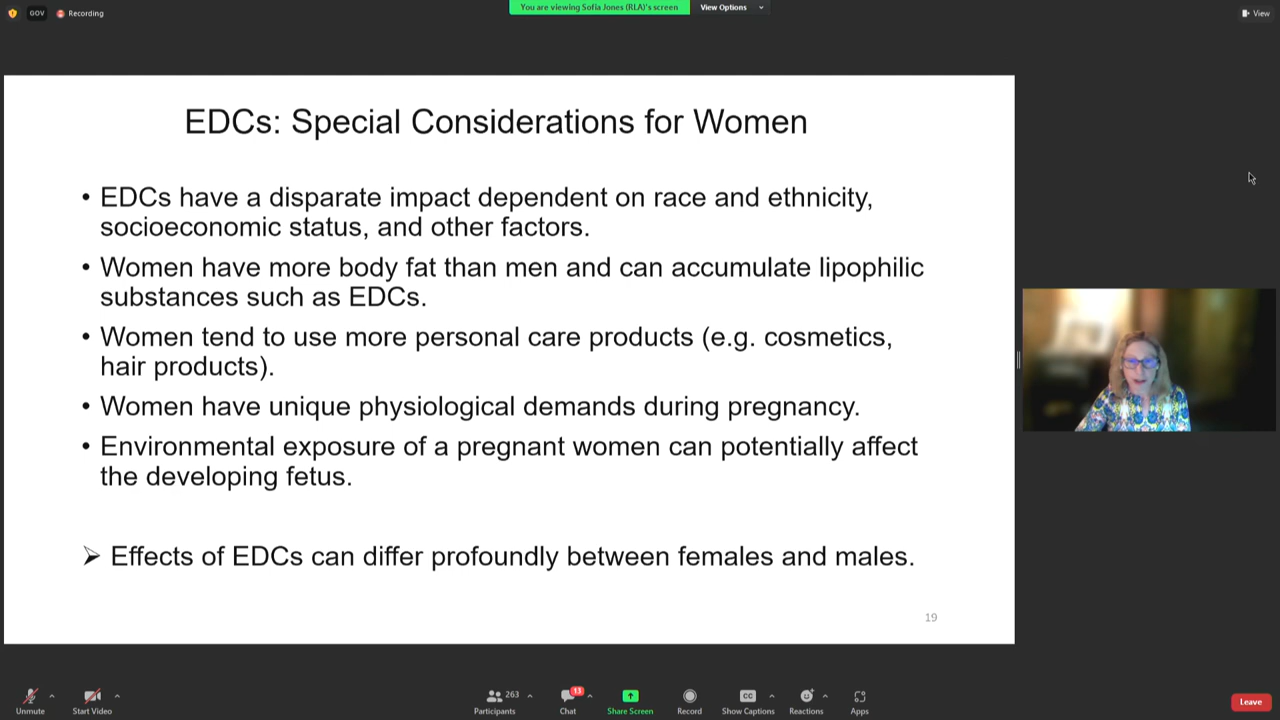 GOV
Recording
You are viewing Sofia Jones (RLA)'s screen
View Options
View
EDCs: Special Considerations for Women
• EDCs have a disparate impact dependent on race and ethnicity,
socioeconomic status, and other factors.
• Women have more body fat than men and can accumulate lipophilic
substances such as EDCs.
• Women tend to use more personal care products (e.g. cosmetics,
hair products).
• Women have unique physiological demands during pregnancy.
• Environmental exposure of a pregnant women can potentially affect
the developing fetus.
➢ Effects of EDCs can differ profoundly between females and males.
19
Unmute
Start Video
263
Participants
13
Chat
Share Screen
Record
CC
Show Captions
Reactions
Apps
Leave